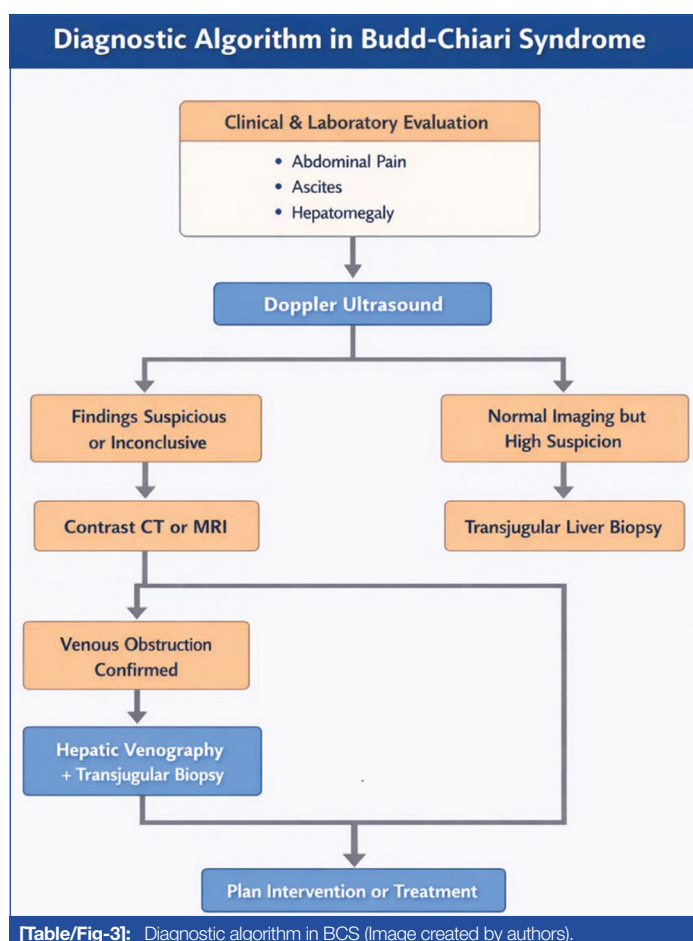 Diagnostic Algorithm in Budd-Chiari Syndrome
Clinical & Laboratory Evaluation
• Abdominal Pain
• Ascites
• Hepatomegaly
Doppler Ultrasound
Findings Suspicious
or Inconclusive
Normal Imaging but
High Suspicion
Contrast CT or MRI
Transjugular Liver Biopsy
Venous Obstruction
Confirmed
Hepatic Venography
+ Transjugular Biopsy
Plan Intervention or Treatment
[Table/Fig-3]: Diagnostic algorithm in BCS (Image created by authors).